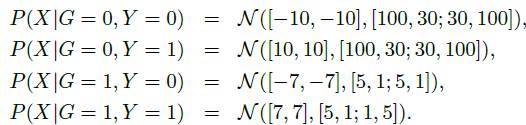 P(X|G = 0, Y = 0) = N([−10, −10], [100, 30; 30, 100]),
P(X|G = 0, Y = 1) = N([10, 10], [100, 30; 30, 100]),
P(X|G = 1, Y = 0) = N([−7, −7], [5, 1; 5, 1]),
P(X|G = 1, Y = 1) = N([7, 7], [5, 1; 1, 5]).